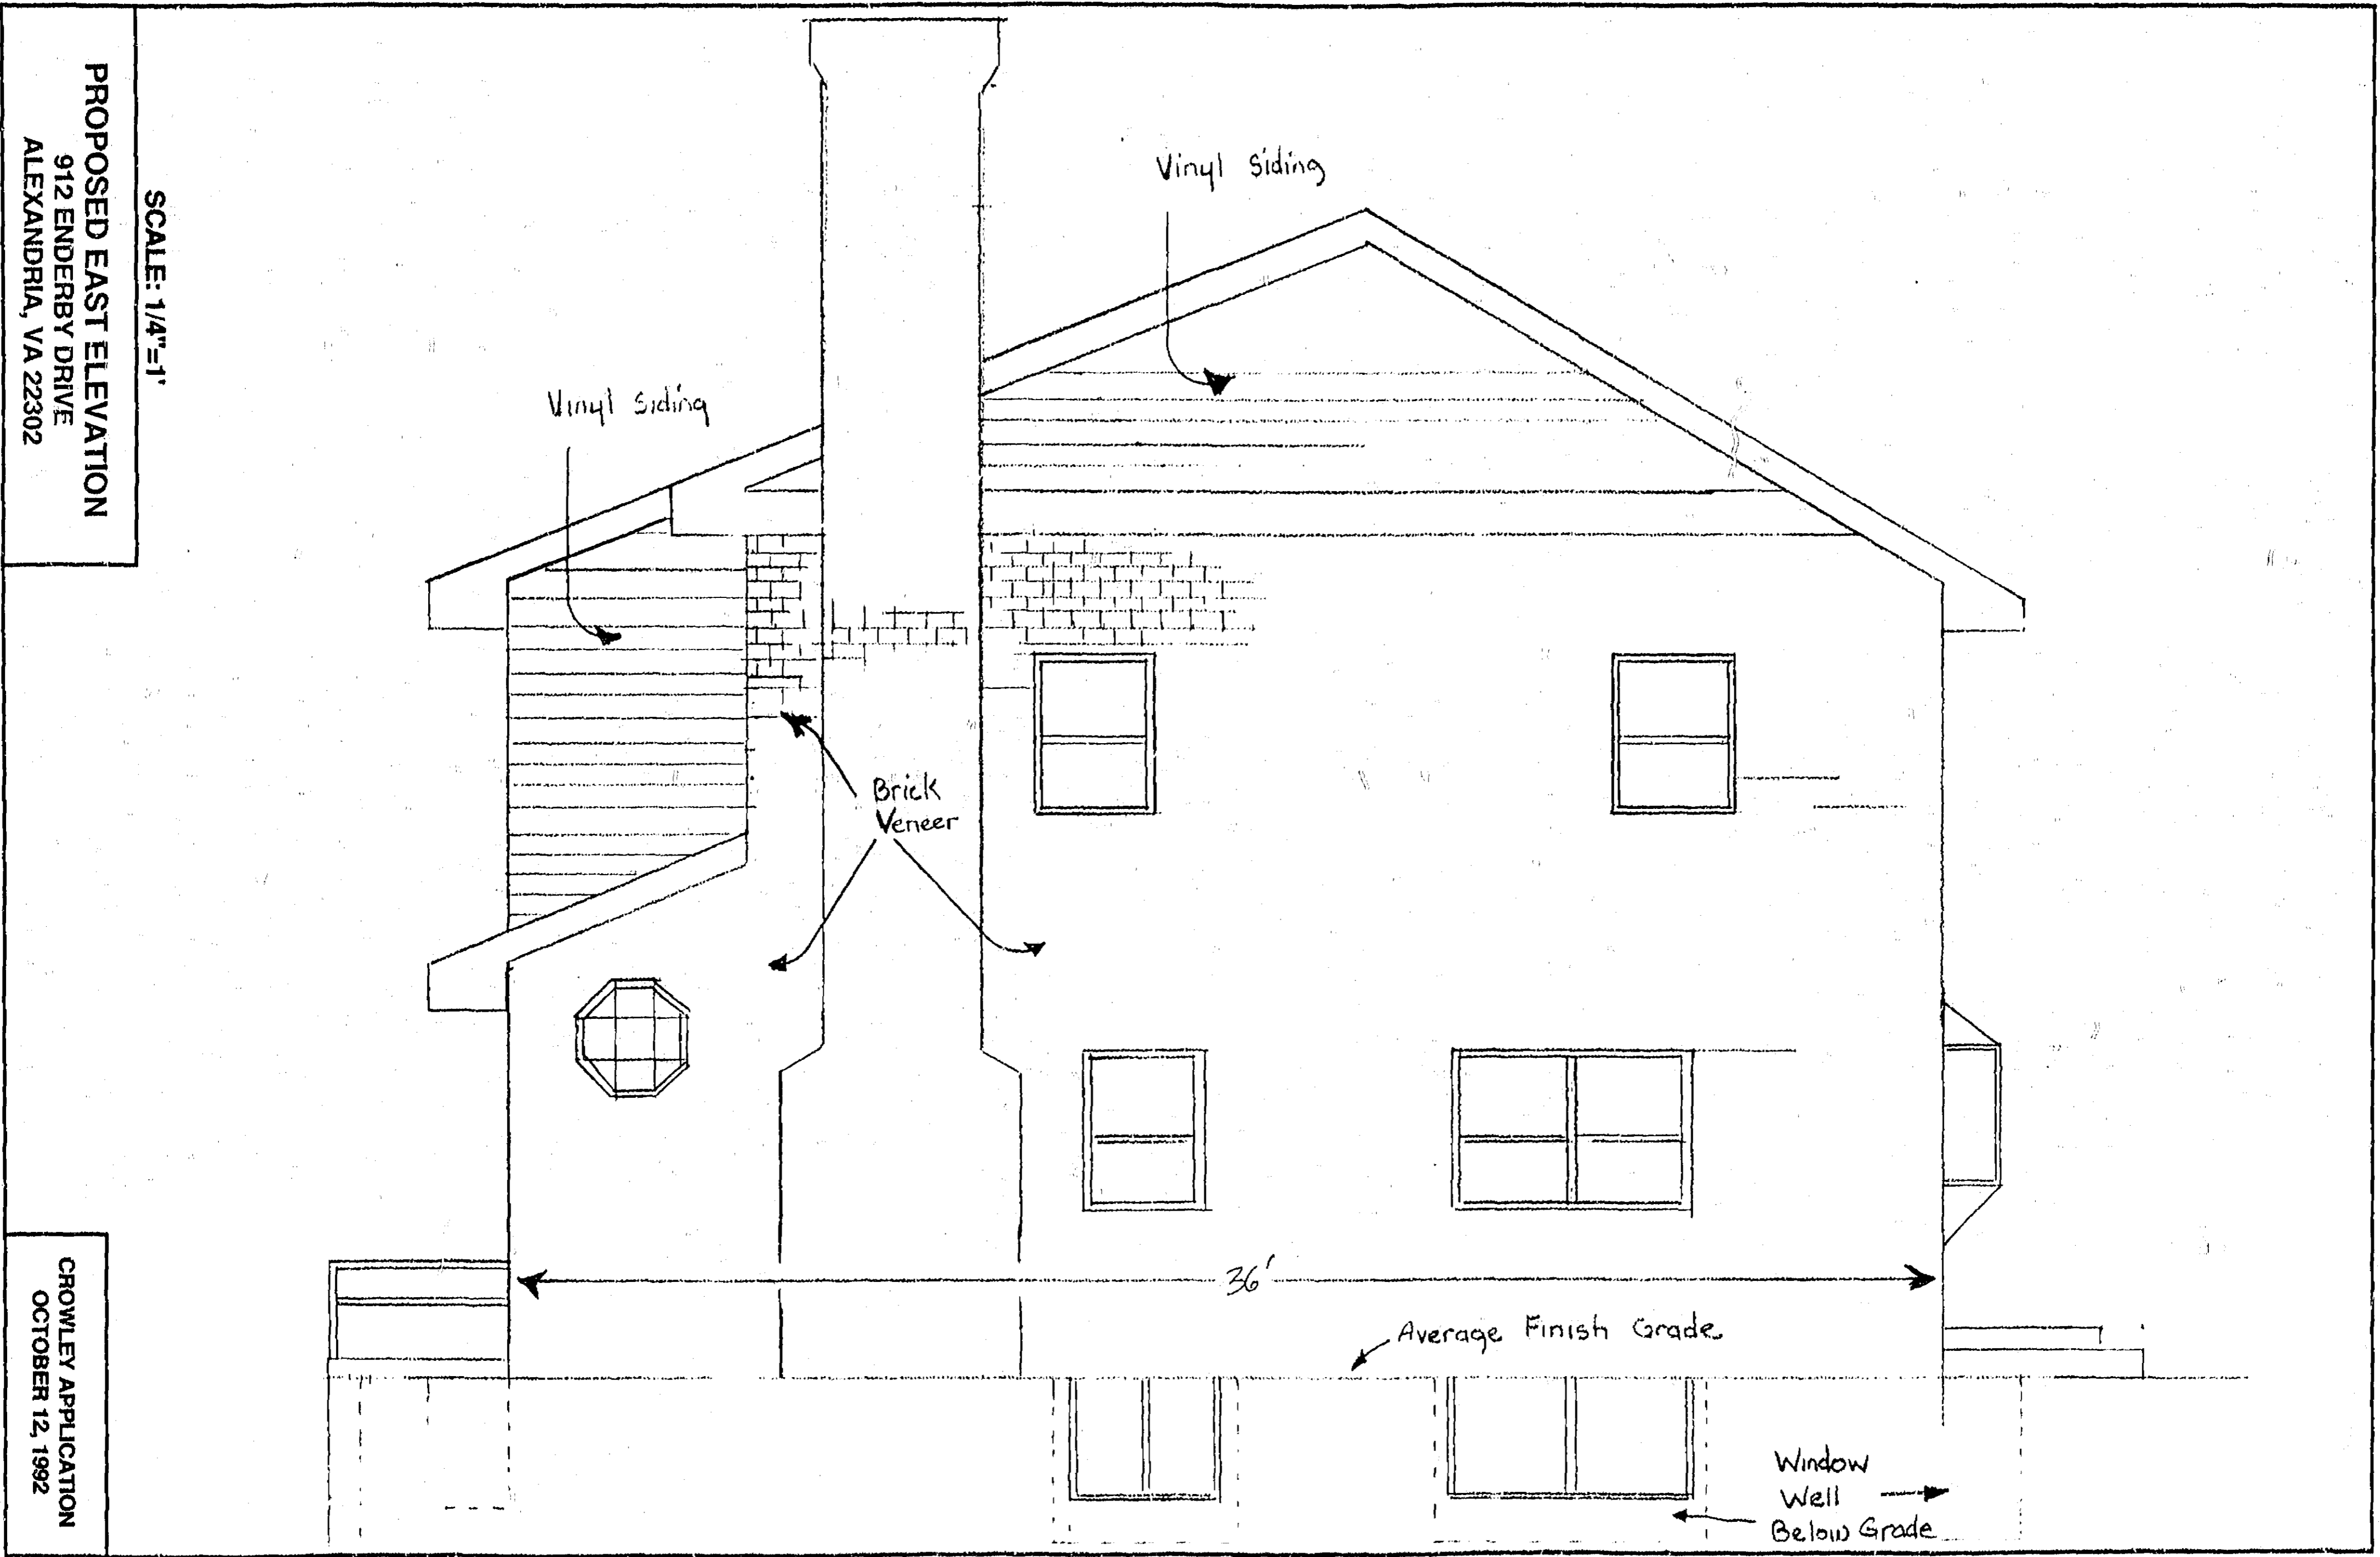 PROPOSED EAST ELEVATION
912 ENDERBY DRIVE
ALEXANDRIA, VA 22302
SCALE: 1/4"=1'
Vinyl Siding
Vinyl Siding
Brick
Veneer
36'
Average Finish Grade
Window
Well
Below Grade
CROWLEY APPLICATION
OCTOBER 12, 1992